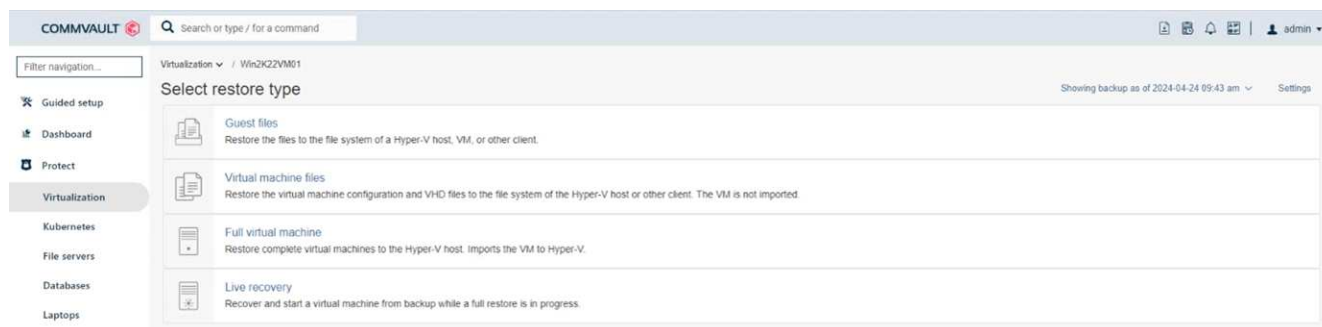 COMMVAULT
Search or type / for a command
admin
Filter navigation...
Guided setup
Dashboard
Protect
Virtualization
Kubernetes
File servers
Databases
Laptops
Virtualization / Win2K22VM01
Select restore type
Showing backup as of 2024-04-24 09:43 am
Settings
Guest files
Restore the files to the file system of a Hyper-V host, VM, or other client.
Virtual machine files
Restore the virtual machine configuration and VHD files to the file system of the Hyper-V host or other client. The VM is not imported.
Full virtual machine
Restore complete virtual machines to the Hyper-V host. Imports the VM to Hyper-V.
Live recovery
Recover and start a virtual machine from backup while a full restore is in progress.